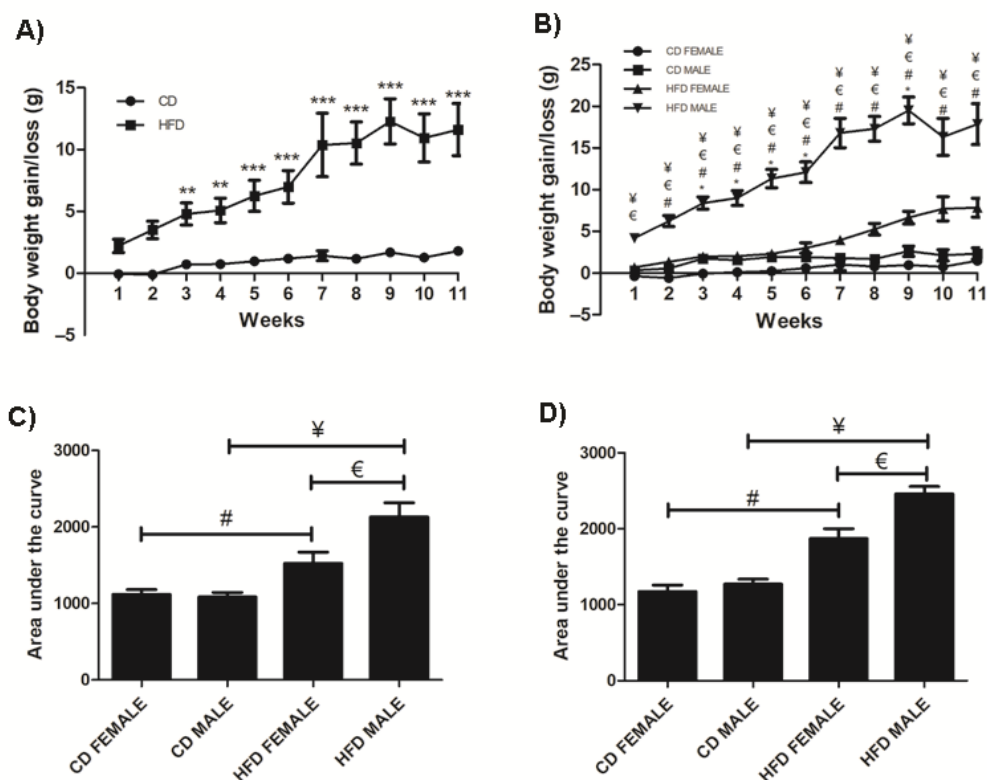 A)
Body weight gain/loss (g)
15
10
5
0
–5
CD
HFD
**
**
***
***
***
***
***
***
***
1 2 3 4 5 6 7 8 9 10 11
Weeks
B)
Body weight gain/loss (g)
25
20
15
10
5
0
–5
CD FEMALE
CD MALE
HFD FEMALE
HFD MALE
¥
€
¥
€
#
¥
€
#
*
¥
€
#
*
¥
€
#
*
¥
€
#
*
¥
€
#
¥
€
#
¥
€
#
*
¥
€
#
¥
€
#
1 2 3 4 5 6 7 8 9 10 11
Weeks
C)
Area under the curve
3000
2000
1000
0
¥
€
#
CD FEMALE
CD MALE
HFD FEMALE
HFD MALE
D)
Area under the curve
3000
2000
1000
0
¥
€
#
CD FEMALE
CD MALE
HFD FEMALE
HFD MALE